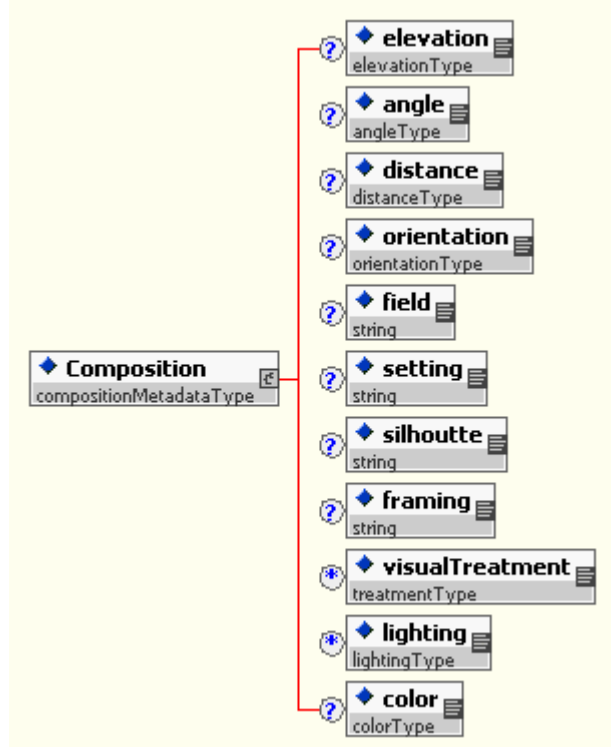 ? elevation
elevationType
? angle
angleType
? distance
distanceType
? orientation
orientationType
? field
string
Composition
compositionMetadataType
? setting
string
? silhoutte
string
? framing
string
* visualTreatment
treatmentType
* lighting
lightingType
? color
colorType